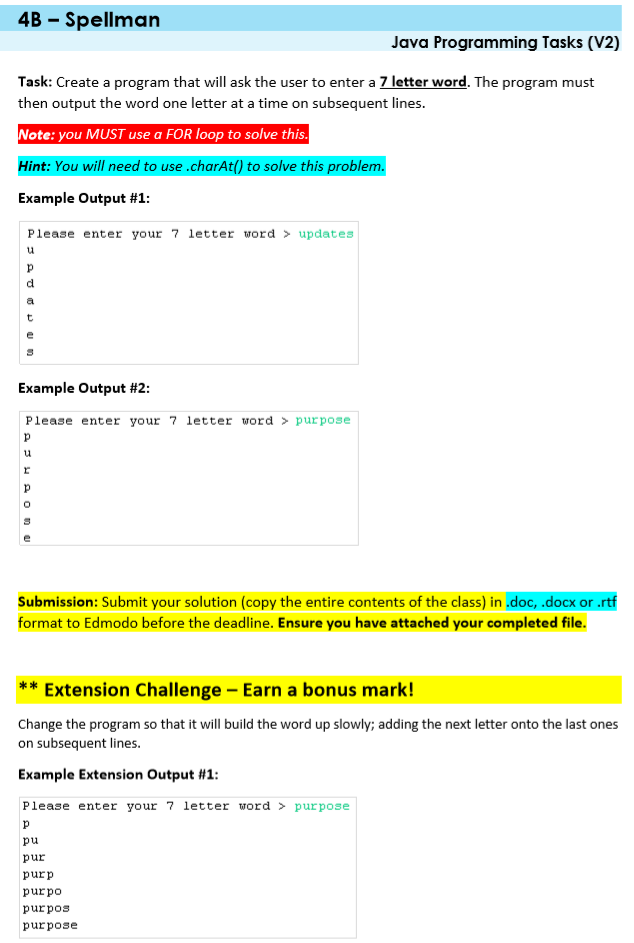 4B – Spellman
Java Programming Tasks (V2)
Task: Create a program that will ask the user to enter a 7 letter word. The program must
then output the word one letter at a time on subsequent lines.
Note: you MUST use a FOR loop to solve this.
Hint: You will need to use .charAt() to solve this problem.
Example Output #1:
Please enter your 7 letter word > updates
u
p
d
a
t
e
s
Example Output #2:
Please enter your 7 letter word > purpose
p
u
r
p
o
s
e
Submission: Submit your solution (copy the entire contents of the class) in .doc, .docx or .rtf
format to Edmodo before the deadline. Ensure you have attached your completed file.
** Extension Challenge – Earn a bonus mark!
Change the program so that it will build the word up slowly; adding the next letter onto the last ones
on subsequent lines.
Example Extension Output #1:
Please enter your 7 letter word > purpose
p
pu
pur
purp
purpo
purpos
purpose